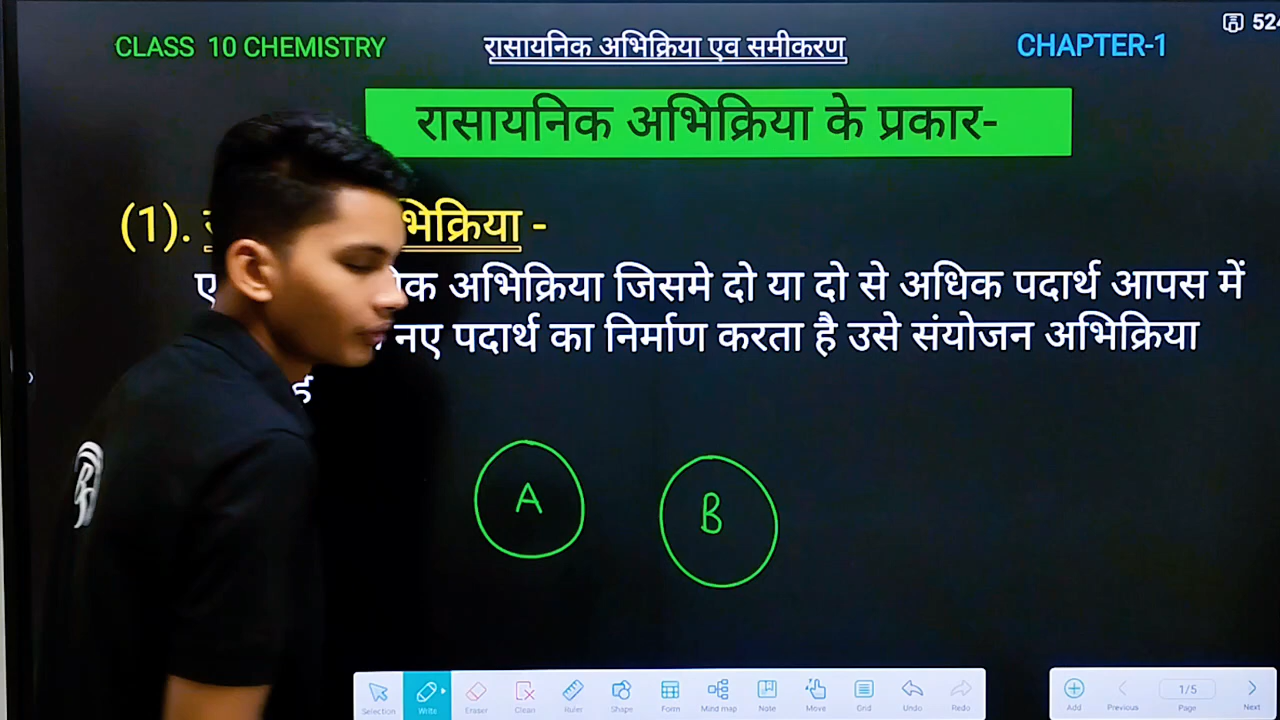 524
CLASS 10 CHEMISTRY रासायनिक अभिक्रिया एव समीकरण CHAPTER-1
रासायनिक अभिक्रिया के प्रकार-
(1). भिक्रिया -
अभिक्रिया जिसमे दो या दो से अधिक पदार्थ आपस में
नए पदार्थ का निर्माण करता है उसे संयोजन अभिक्रिया
A B
Selection Write Eraser Clean Ruler Shape Form Mind map Note Move Grid Undo Redo Add Previous 1/5 Page Next